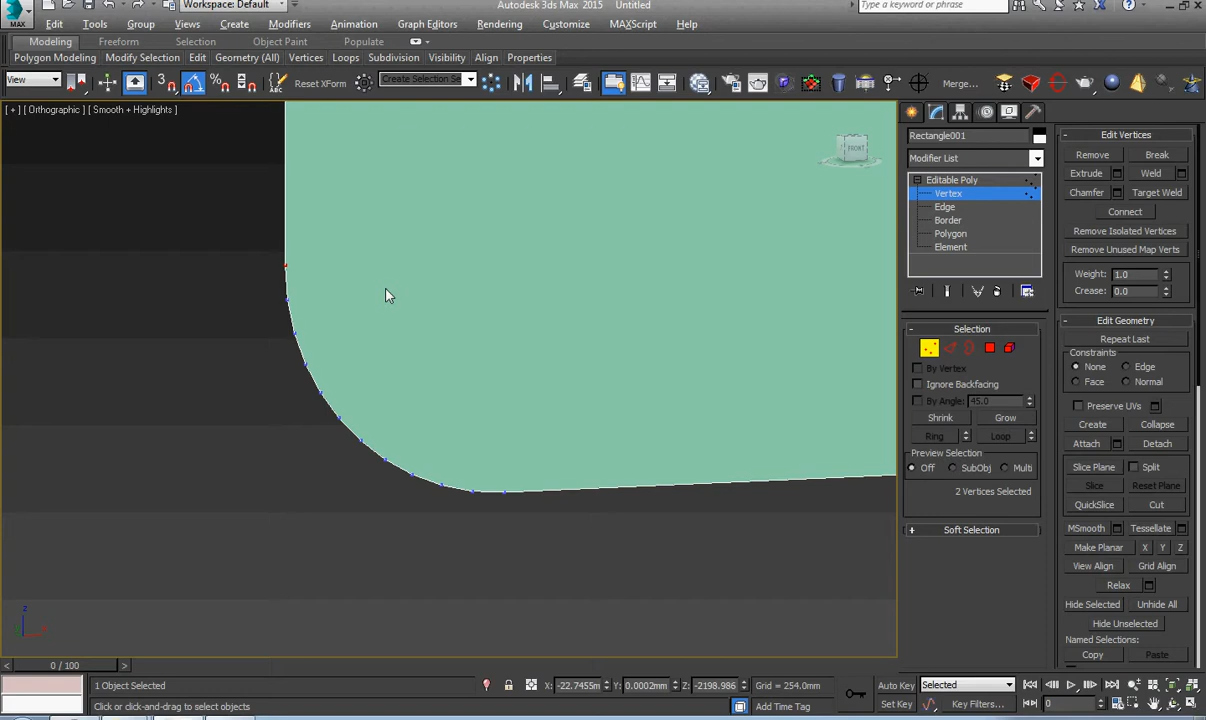 Workspace: Default
Autodesk 3ds Max 2015 Untitled
Type a keyword or phrase
MAX
Edit Tools Group Views Create Modifiers Animation Graph Editors Rendering Customize MAXScript Help
Modeling Freeform Selection Object Paint Populate
Polygon Modeling Modify Selection Edit Geometry (All) Vertices Loops Subdivision Visibility Align Properties
View 3 % ABC Reset XForm Create Selection Se Merge...
[ + ] [ Orthographic ] [ Smooth + Highlights ]
FRONT
Rectangle001
Modifier List
Editable Poly
Vertex
Edge
Border
Polygon
Element
Selection
By Vertex
Ignore Backfacing
By Angle: 45.0
Shrink Grow
Ring Loop
Preview Selection
Off SubObj Multi
2 Vertices Selected
Soft Selection
Edit Vertices
Remove Break
Extrude Weld
Chamfer Target Weld
Connect
Remove Isolated Vertices
Remove Unused Map Verts
Weight: 1.0
Crease: 0.0
Edit Geometry
Repeat Last
Constraints
None Edge
Face Normal
Preserve UVs
Create Collapse
Attach Detach
Slice Plane Split
Slice Reset Plane
QuickSlice Cut
MSmooth Tessellate
Make Planar X Y Z
View Align Grid Align
Relax
Hide Selected Unhide All
Hide Unselected
Named Selections:
Copy Paste
z
0 / 100
1 Object Selected X: -22.7455m Y: 0.0002mm Z: -2198.986 Grid = 254.0mm Auto Key Selected
Click or click-and-drag to select objects Add Time Tag Set Key Key Filters... 0